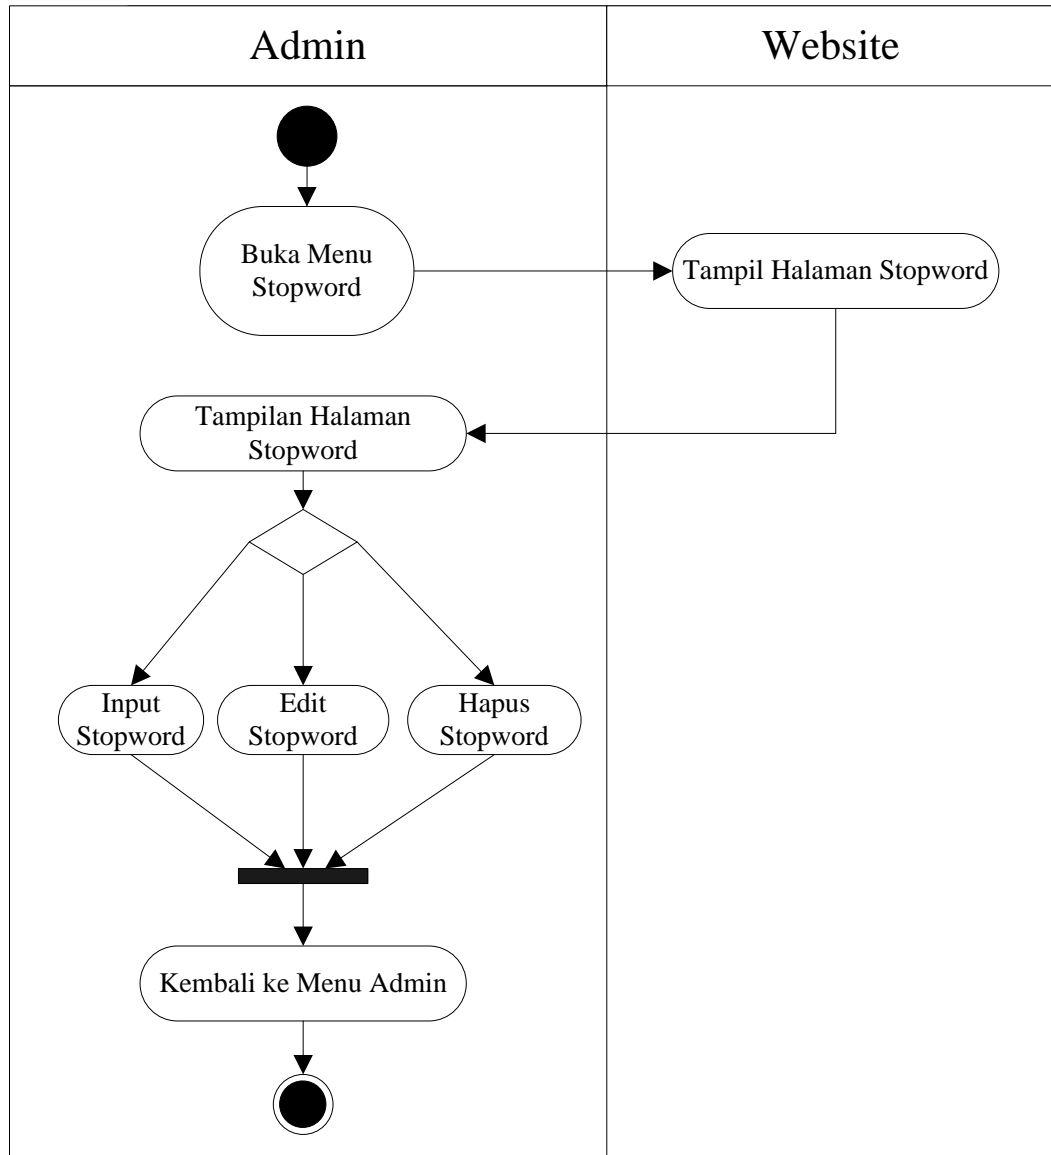 Admin
Website
Buka Menu
Stopword
Tampil Halaman Stopword
Tampilan Halaman
Stopword
Input
Stopword
Edit
Stopword
Hapus
Stopword
Kembali ke Menu Admin